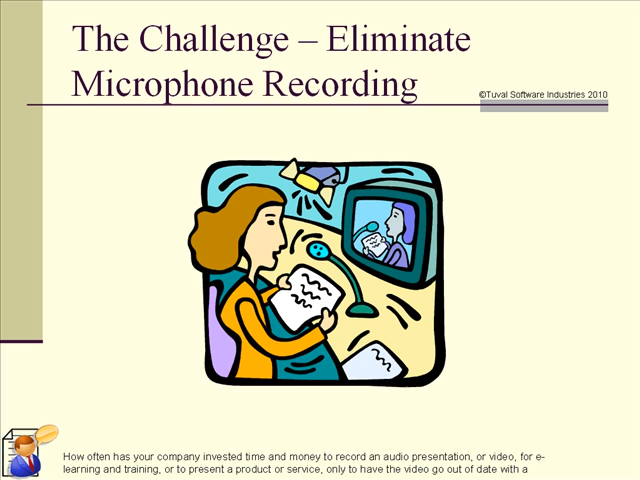 The Challenge – Eliminate
Microphone Recording
©Tuval Software Industries 2010
How often has your company invested time and money to record an audio presentation, or video, for e-
learning and training, or to present a product or service, only to have the video go out of date with a